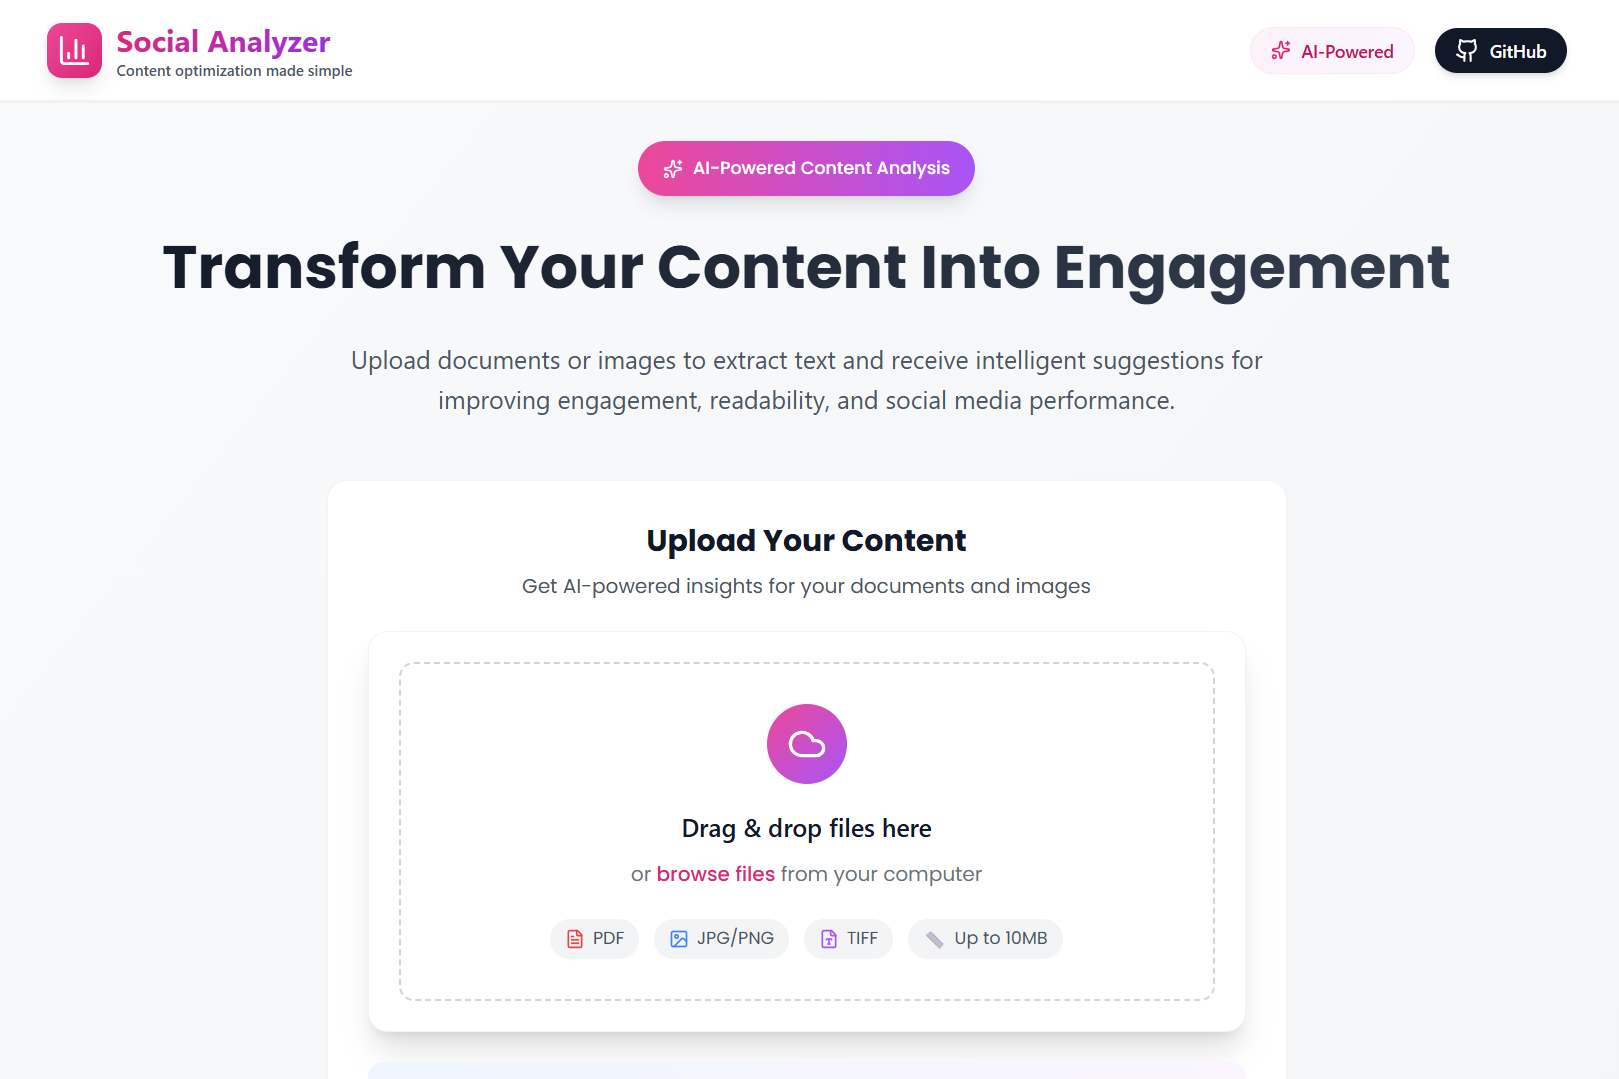 Social Analyzer
Content optimization made simple
AI-Powered
GitHub
AI-Powered Content Analysis
Transform Your Content Into Engagement
Upload documents or images to extract text and receive intelligent suggestions for
improving engagement, readability, and social media performance.
Upload Your Content
Get AI-powered insights for your documents and images
Drag & drop files here
or browse files from your computer
PDF
JPG/PNG
TIFF
Up to 10MB